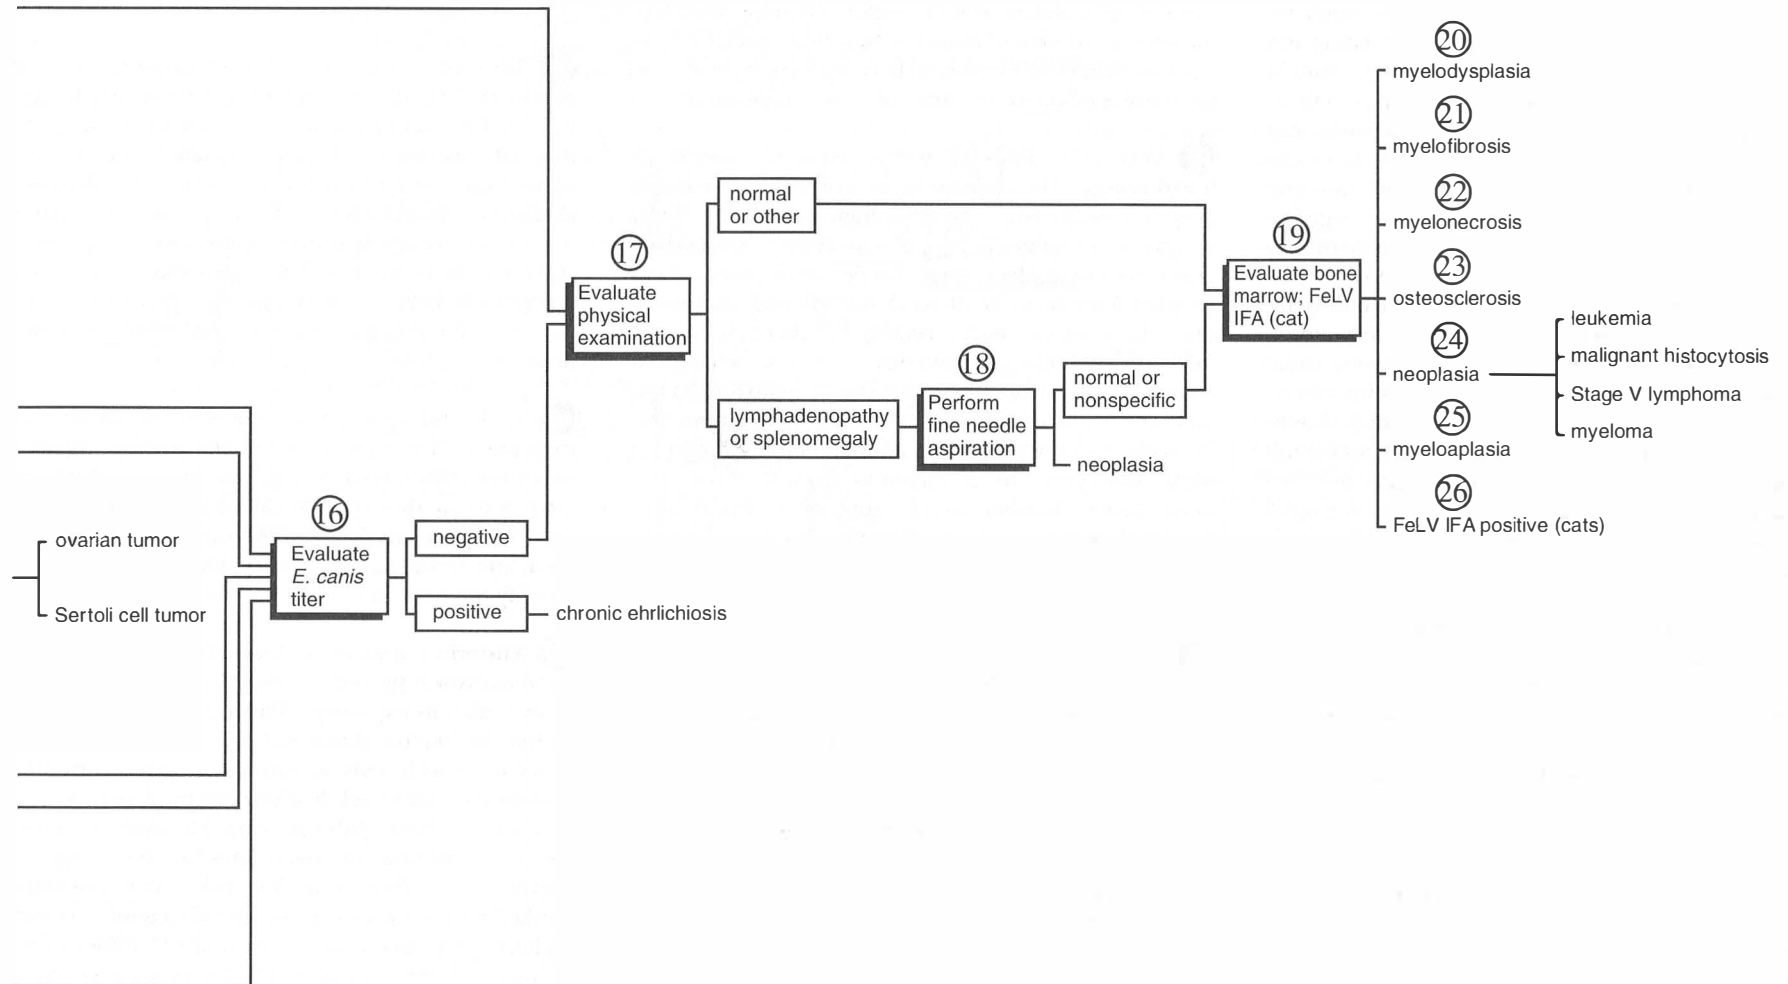 20
myelodysplasia
21
myelofibrosis
22
myelonecrosis
23
osteosclerosis
24
neoplasia
leukemia
malignant histocytosis
Stage V lymphoma
myeloma
25
myeloaplasia
26
FeLV IFA positive (cats)
19
Evaluate bone
marrow; FeLV
IFA (cat)
normal
or other
17
Evaluate
physical
examination
lymphadenopathy
or splenomegaly
18
Perform
fine needle
aspiration
normal or
nonspecific
neoplasia
16
Evaluate
E. canis
titer
negative
positive
chronic ehrlichiosis
ovarian tumor
Sertoli cell tumor